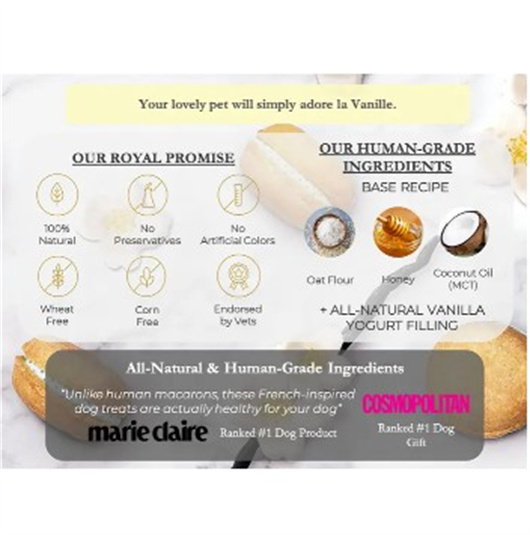 Your lovely pet will simply adore la Vanille.
OUR ROYAL PROMISE
100%
Natural
No
Preservatives
No
Artificial Colors
Wheat
Free
Corn
Free
Endorsed
by Vets
OUR HUMAN-GRADE
INGREDIENTS
BASE RECIPE
Oat Flour
Honey
Coconut Oil
(MCT)
+ ALL-NATURAL VANILLA
YOGURT FILLING
All-Natural & Human-Grade Ingredients
"Unlike human macarons, these French-inspired
dog treats are actually healthy for your dog"
marie claire Ranked #1 Dog Product
COSMOPOLITAN
Ranked #1 Dog
Gift